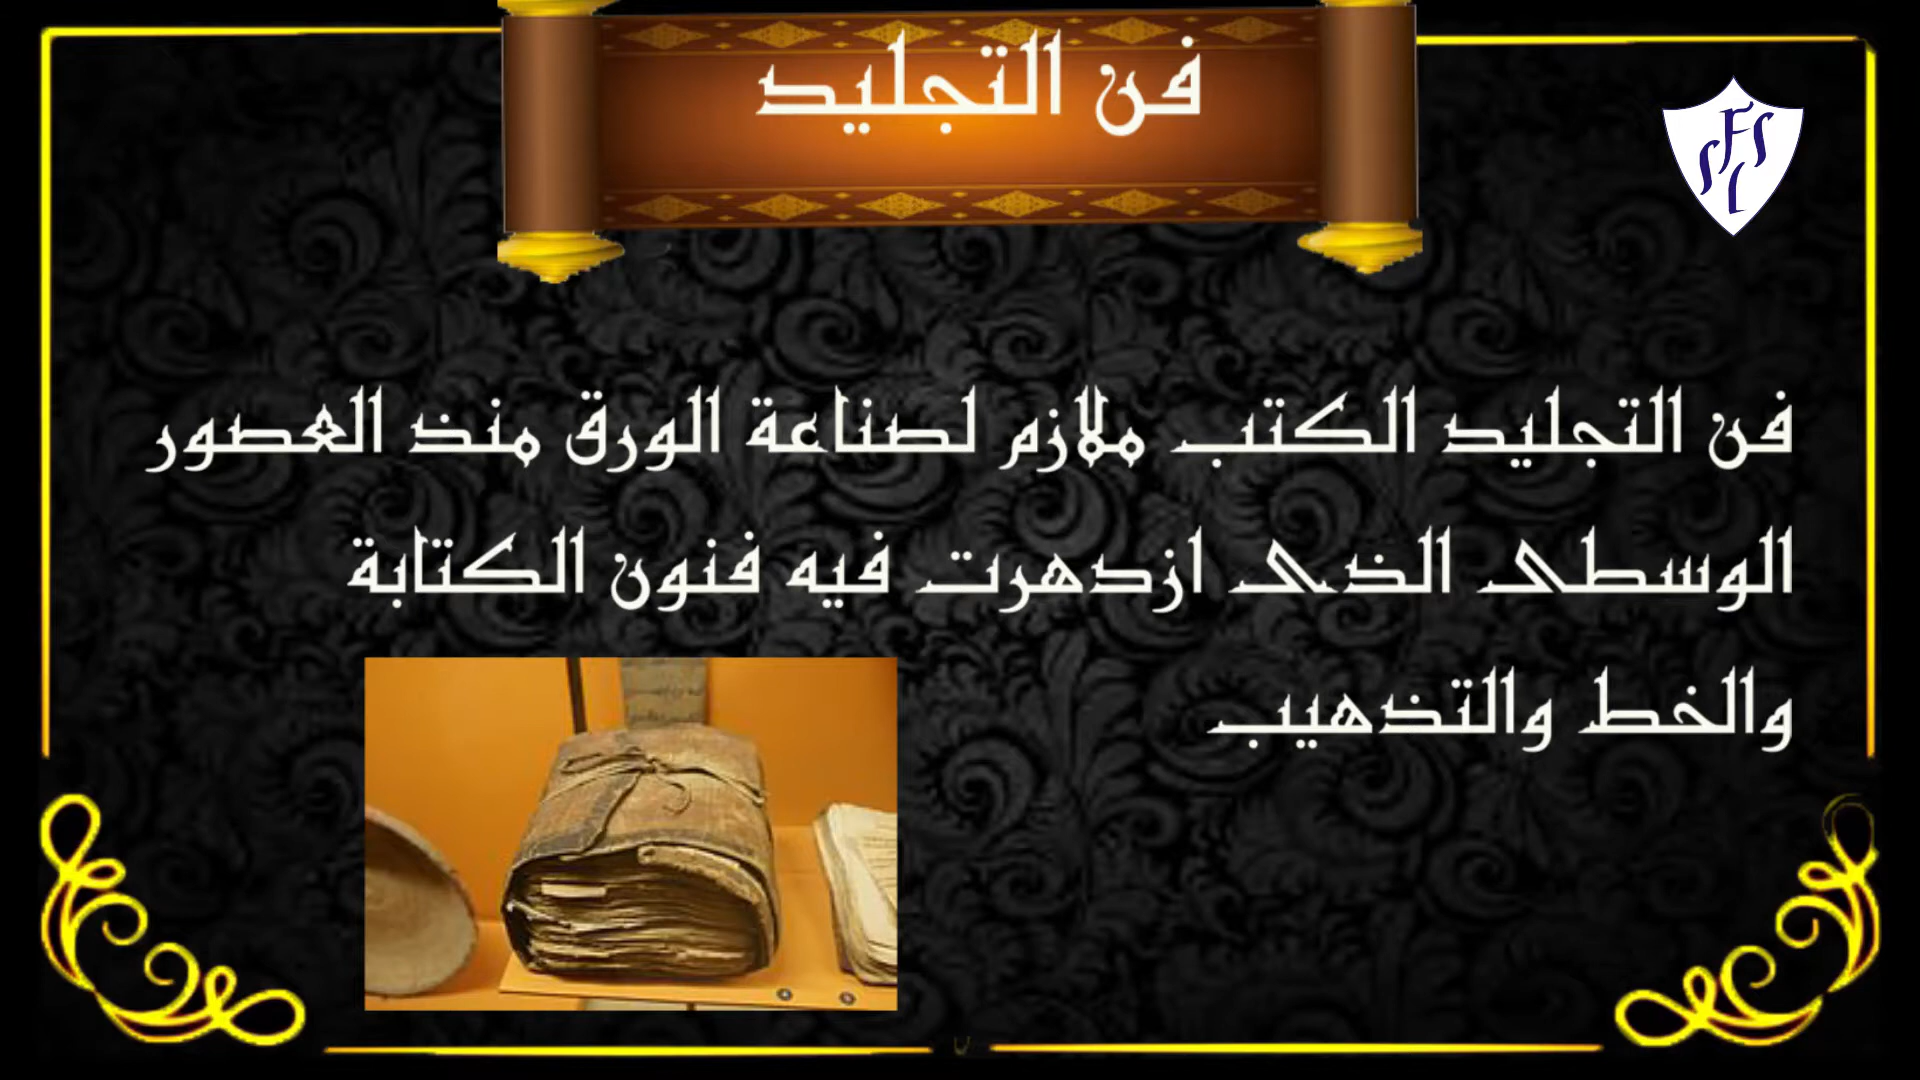 فن التجليد
F S
S L
فن التجليد الكتب ملازم لصناعة الورق منذ العصور
الوسطى الذى ازدهرت فيه فنون الكتابة
والخط والتذهيب